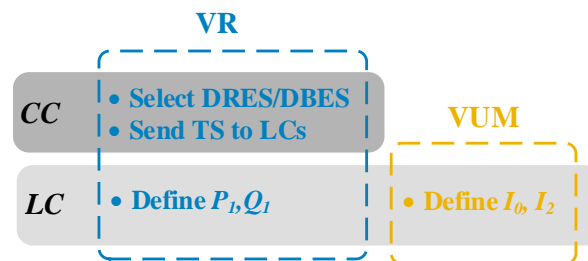 VR
CC
• Select DRES/DBES
• Send TS to LCs
VUM
LC
• Define P₁,Q₁
• Define I₀, I₂